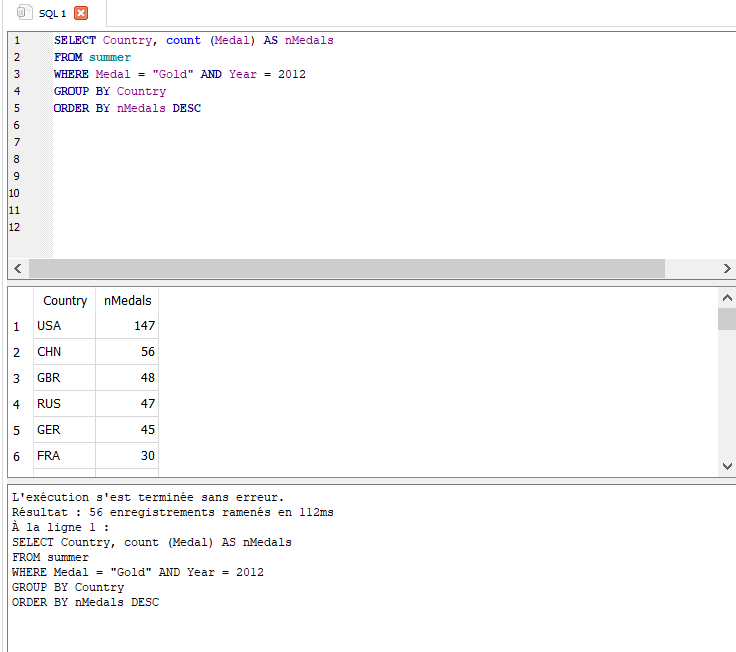 SQL 1
1 SELECT Country, count (Medal) AS nMedals
2 FROM summer
3 WHERE Medal = "Gold" AND Year = 2012
4 GROUP BY Country
5 ORDER BY nMedals DESC
6
7
8
9
10
11
12
Country nMedals
1 USA 147
2 CHN 56
3 GBR 48
4 RUS 47
5 GER 45
6 FRA 30
L'exécution s'est terminée sans erreur.
Résultat : 56 enregistrements ramenés en 112ms
À la ligne 1 :
SELECT Country, count (Medal) AS nMedals
FROM summer
WHERE Medal = "Gold" AND Year = 2012
GROUP BY Country
ORDER BY nMedals DESC